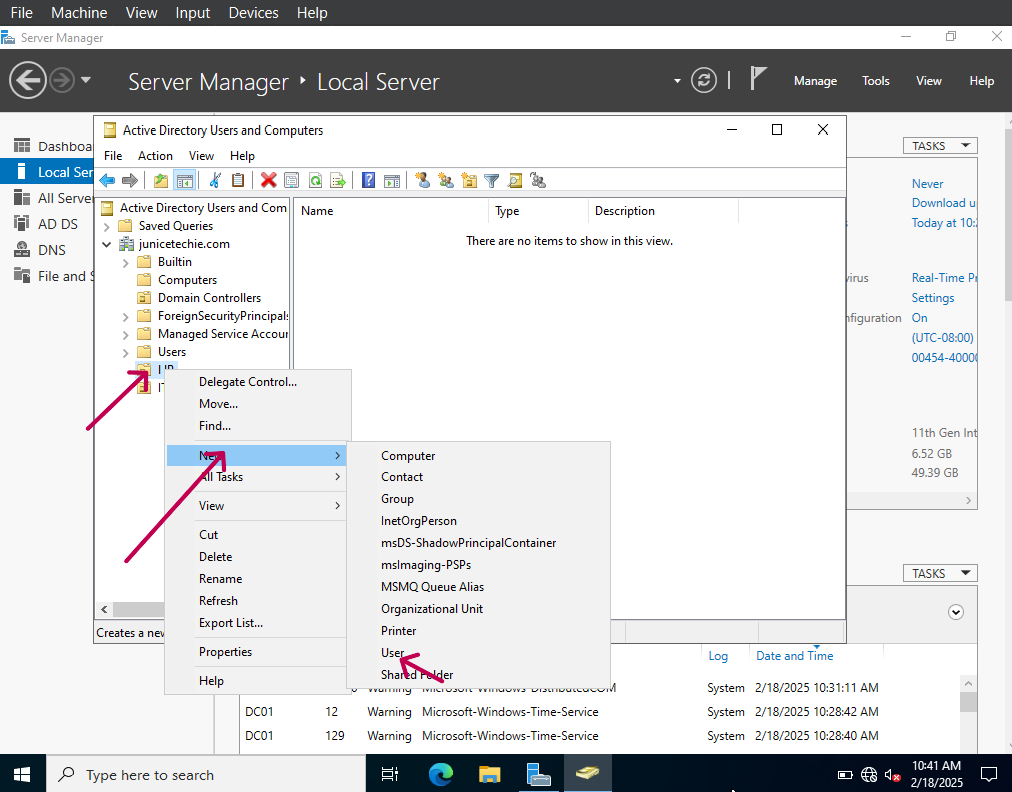 File Machine View Input Devices Help
Server Manager
Server Manager Local Server
Manage Tools View Help
Active Directory Users and Computers
File Action View Help
Dashboa
Local Ser
All Server
AD DS
DNS
File and S
Active Directory Users and Com
Saved Queries
junicetechie.com
Builtin
Computers
Domain Controllers
ForeignSecurityPrincipals
Managed Service Accour
Users
Name Type Description
There are no items to show in this view.
Creates a new
Delegate Control...
Move...
Find...
New
All Tasks
View
Cut
Delete
Rename
Refresh
Export List...
Properties
Help
Computer
Contact
Group
InetOrgPerson
msDS-ShadowPrincipalContainer
msImaging-PSPs
MSMQ Queue Alias
Organizational Unit
Printer
User
Shared Folder
TASKS
Never
Download u
Today at 10:
virus Real-Time Pr
Settings
nfiguration On
(UTC-08:00)
00454-40000
11th Gen Int
6.52 GB
49.39 GB
TASKS
Log Date and Time
Warning Microsoft-Windows-DistributedCOM System 2/18/2025 10:31:11 AM
DC01 12 Warning Microsoft-Windows-Time-Service System 2/18/2025 10:28:42 AM
DC01 129 Warning Microsoft-Windows-Time-Service System 2/18/2025 10:28:40 AM
Type here to search
10:41 AM
2/18/2025